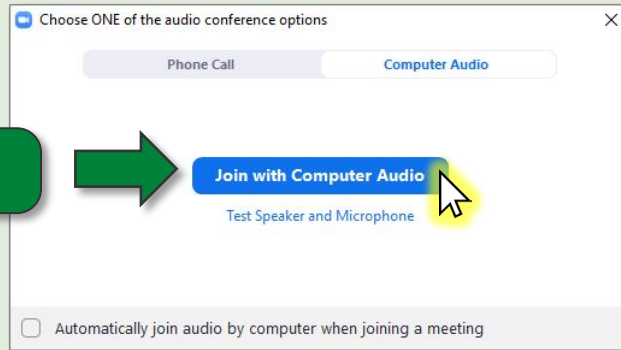 Choose ONE of the audio conference options
Phone Call
Computer Audio
Join with Computer Audio
Test Speaker and Microphone
Automatically join audio by computer when joining a meeting